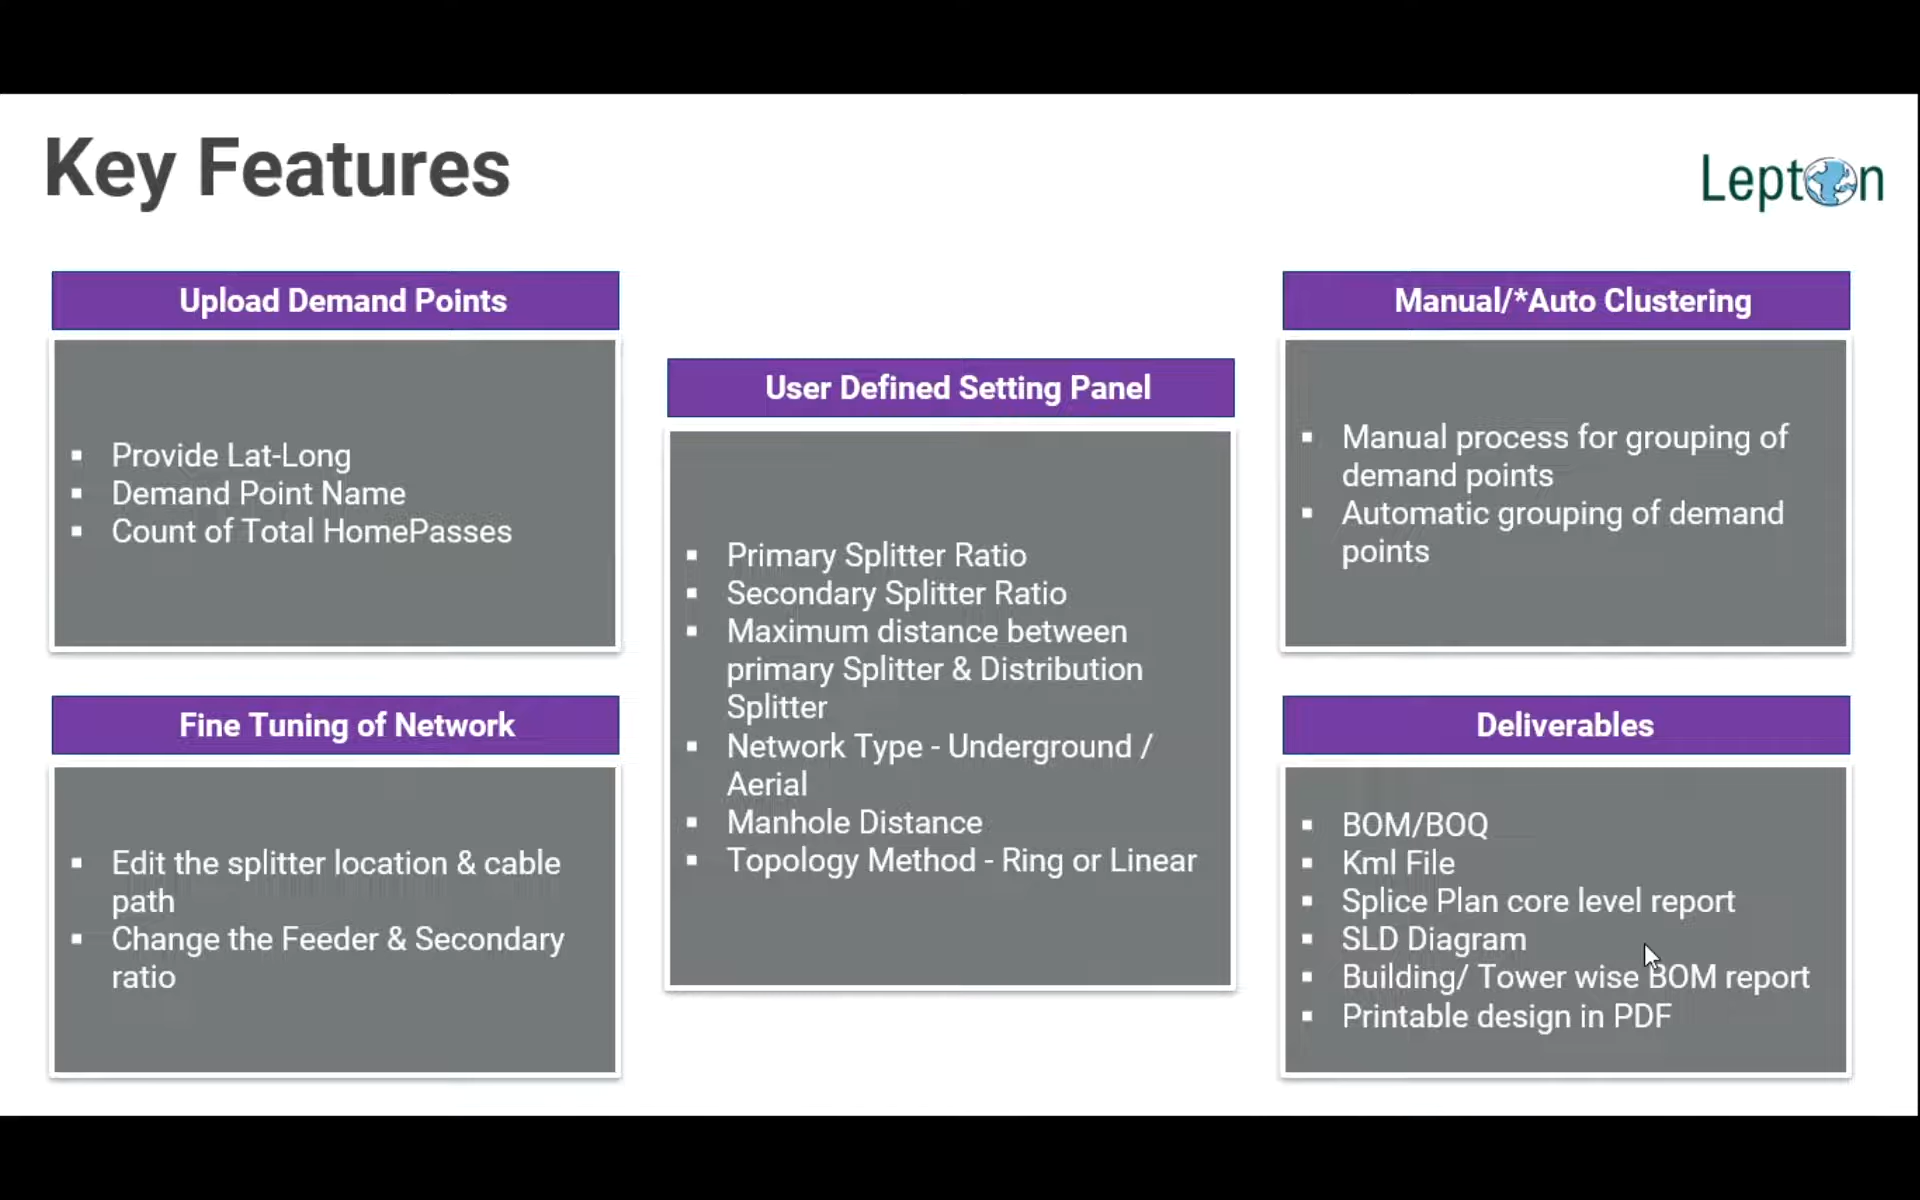 Key Features
Lepton
Upload Demand Points
Provide Lat-Long
Demand Point Name
Count of Total HomePasses
Fine Tuning of Network
Edit the splitter location & cable
path
Change the Feeder & Secondary
ratio
User Defined Setting Panel
Primary Splitter Ratio
Secondary Splitter Ratio
Maximum distance between
primary Splitter & Distribution
Splitter
Network Type - Underground /
Aerial
Manhole Distance
Topology Method - Ring or Linear
Manual/*Auto Clustering
Manual process for grouping of
demand points
Automatic grouping of demand
points
Deliverables
BOM/BOQ
Kml File
Splice Plan core level report
SLD Diagram
Building/ Tower wise BOM report
Printable design in PDF